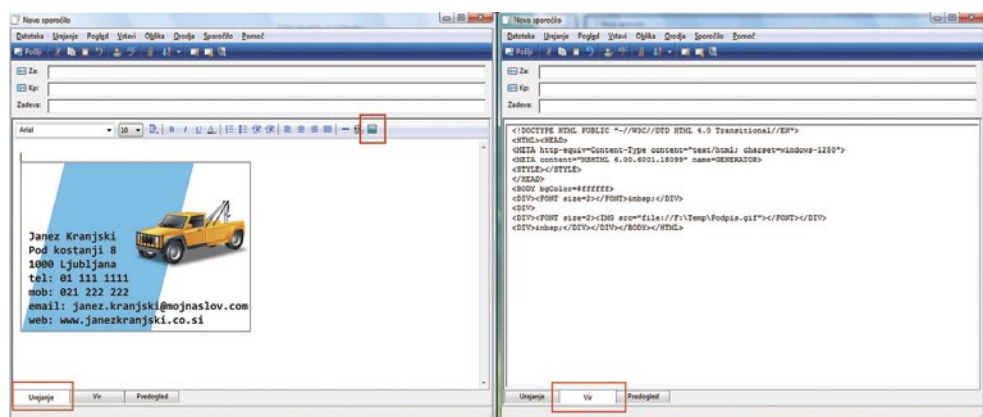 Novo sporočilo
Datoteka Urejanje Pogled Vstavi Oblika Orodja Sporočilo Pomoč
Pošlji
Za:
Kp:
Zadeva:
Arial 10 B I U A
Janez Kranjski
Pod kostanji 8
1000 Ljubljana
tel: 01 111 1111
mob: 021 222 222
email: janez.kranjski@mojnaslov.com
web: www.janezkranjski.co.si
Urejanje Vir Predogled
Novo sporočilo
Datoteka Urejanje Pogled Vstavi Oblika Orodja Sporočilo Pomoč
Pošlji
Za:
Kp:
Zadeva:
<!DOCTYPE HTML PUBLIC "-//W3C//DTD HTML 4.0 Transitional//EN">
<HTML><HEAD>
<META http-equiv=Content-Type content="text/html; charset=windows-1250">
<META content="MSHTML 6.00.6001.18099" name=GENERATOR>
<STYLE></STYLE>
</HEAD>
<BODY bgColor=#ffffff>
<DIV><FONT size=2></FONT>&nbsp;</DIV>
<DIV>
<DIV><FONT size=2><IMG src="file://F:\Temp\Podpis.gif"></FONT></DIV>
<DIV>&nbsp;</DIV></DIV></BODY></HTML>
Urejanje Vir Predogled